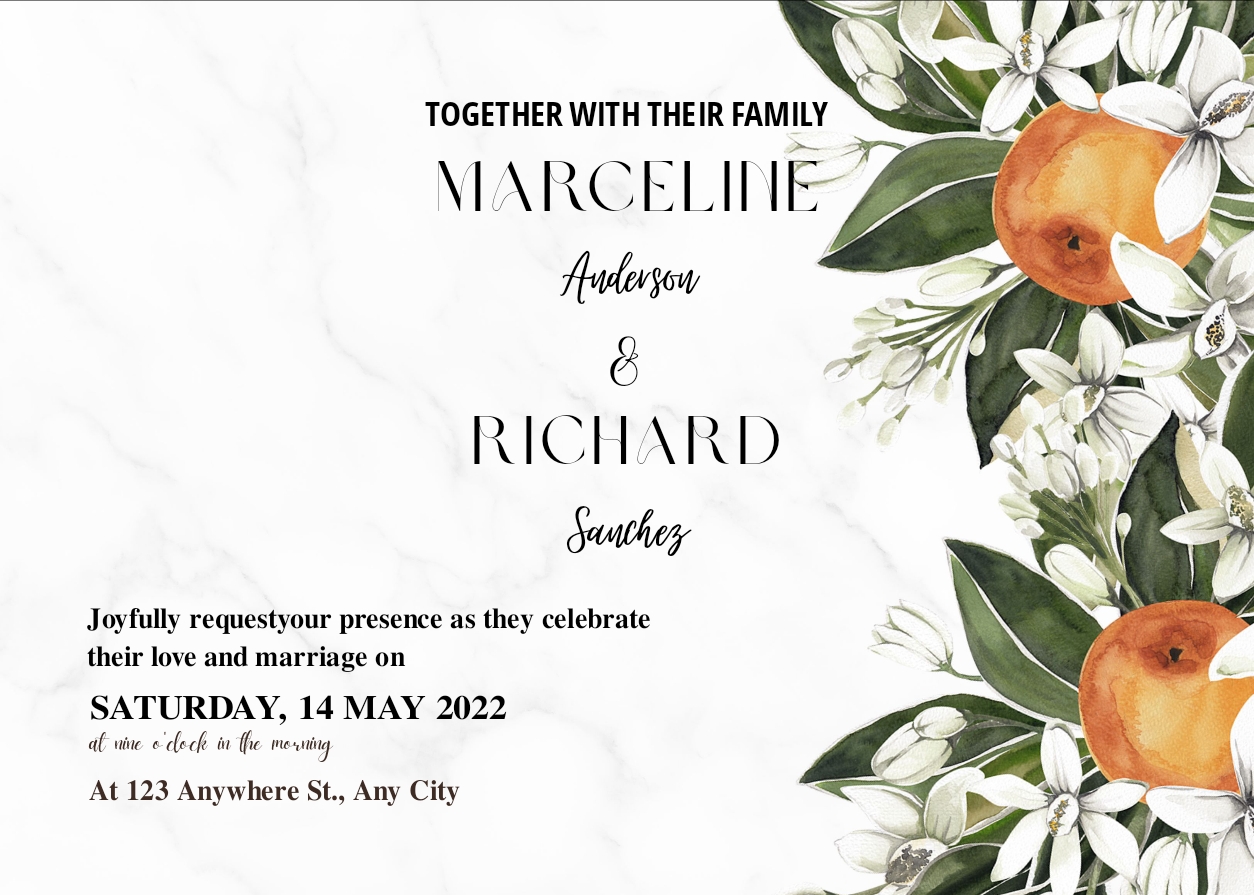 TOGETHER WITH THEIR FAMILY
MARCELINE
Anderson
&
RICHARD
Sanchez
Joyfully requestyour presence as they celebrate
their love and marriage on
SATURDAY, 14 MAY 2022
at nine o'clock in the morning
At 123 Anywhere St., Any City